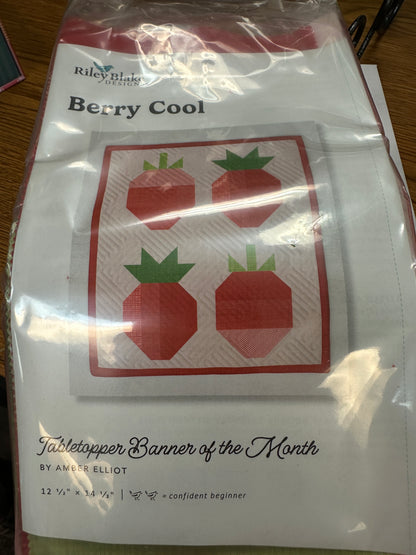 Riley Blake
DESIGNS
Berry Cool
Tabletopper Banner of the Month
BY AMBER ELLIOT
12 ½" × 14 ½" | = confident beginner